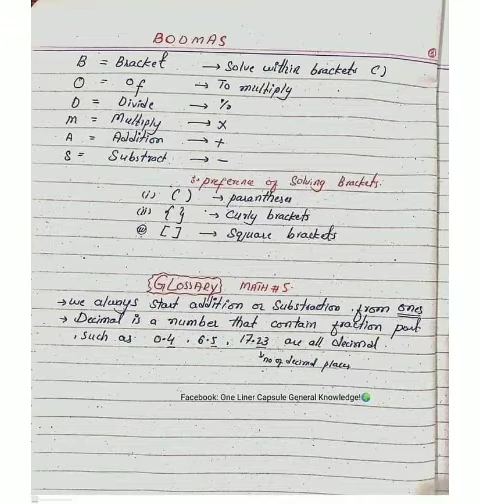 BODMAS
B = Bracket → Solve within brackets ( )
O = of → To multiply
D = Divide → %
M = Multiply → ×
A = Addition → +
S = Substract → −
preference of Solving Brackets.
(i) ( ) → parantheses
(ii) { } → Curly brackets
(iii) [ ] → Square brackets
GLOSSARY MATH # 5
→ we always start addition or Substraction, from ones
→ Decimal is a number that contain fraction part
, such as 0.4 , 6.5 , 17.23 are all decimal.
no of decimal places
Facebook: One Liner Capsule General Knowledge!